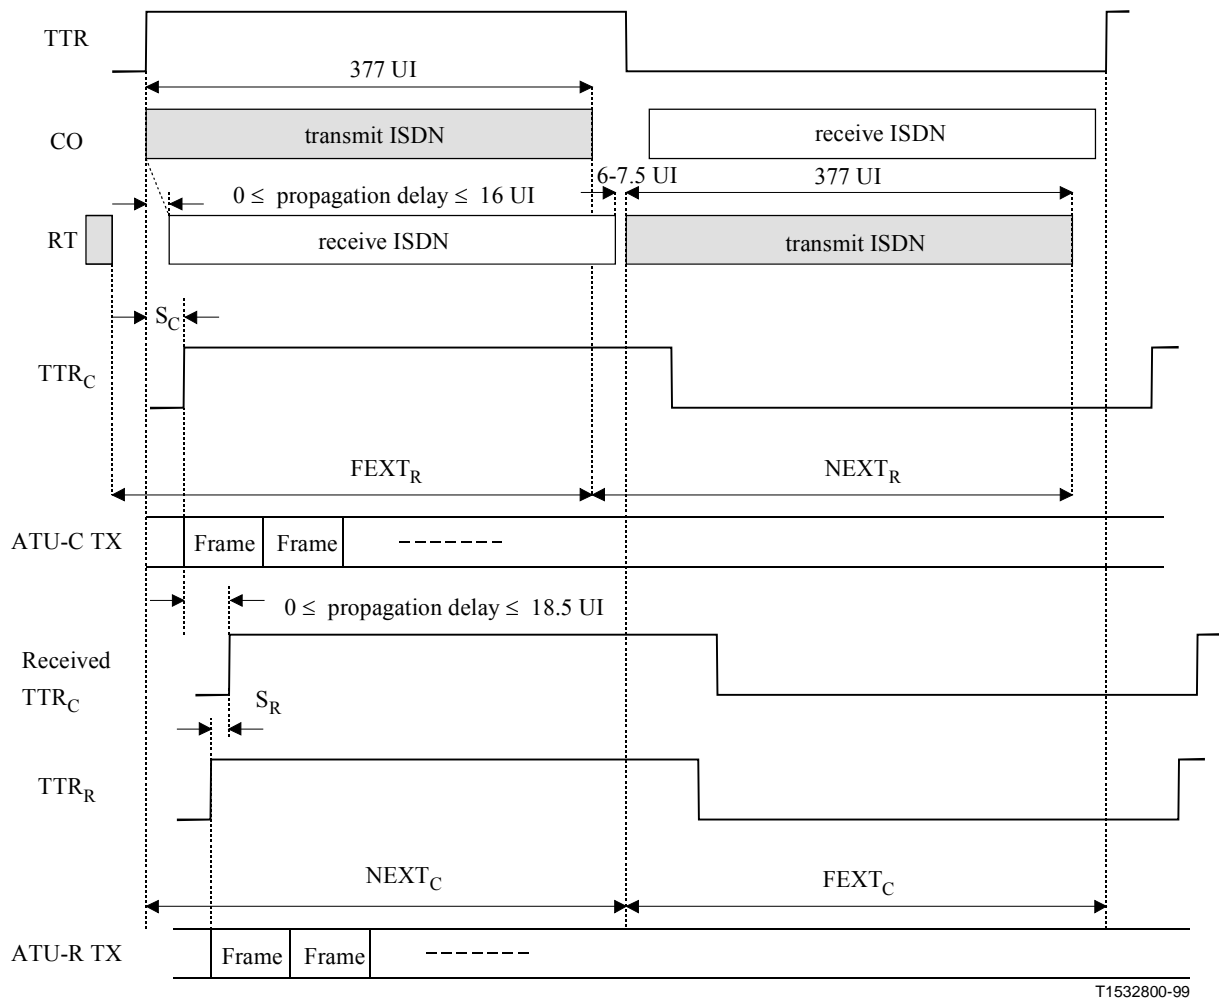 TTR
377 UI
CO
transmit ISDN
receive ISDN
6-7.5 UI
377 UI
0 ≤ propagation delay ≤ 16 UI
RT
receive ISDN
transmit ISDN
S_C
TTR_C
FEXT_R
NEXT_R
ATU-C TX
Frame
Frame
0 ≤ propagation delay ≤ 18.5 UI
Received
TTR_C
S_R
TTR_R
NEXT_C
FEXT_C
ATU-R TX
Frame
Frame
T1532800-99